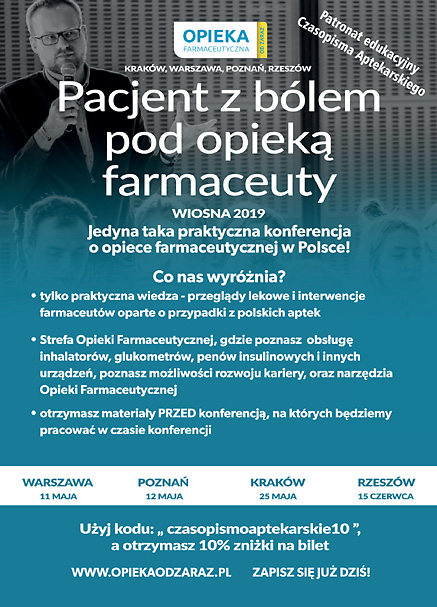 OPIEKA
FARMACEUTYCZNA
OD ZARAZ
Patronat edukacyjny
Czasopisma Aptekarskiego
KRAKÓW, WARSZAWA, POZNAŃ, RZESZÓW
Pacjent z bólem
pod opieką
farmaceuty
WIOSNA 2019
Jedyna taka praktyczna konferencja
o opiece farmaceutycznej w Polsce!
Co nas wyróżnia?
• tylko praktyczna wiedza - przeglądy lekowe i interwencje
farmaceutów oparte o przypadki z polskich aptek
• Strefa Opieki Farmaceutycznej, gdzie poznasz obsługę
inhalatorów, glukometrów, penów insulinowych i innych
urządzeń, poznasz możliwości rozwoju kariery, oraz narzędzia
Opieki Farmaceutycznej
• otrzymasz materiały PRZED konferencją, na których będziemy
pracować w czasie konferencji
WARSZAWA POZNAŃ KRAKÓW RZESZÓW
11 MAJA 12 MAJA 25 MAJA 15 CZERWCA
Użyj kodu: „ czasopismoaptekarskie10 ”,
a otrzymasz 10% zniżki na bilet
WWW.OPIEKAODZARAZ.PL ZAPISZ SIĘ JUŻ DZIŚ!